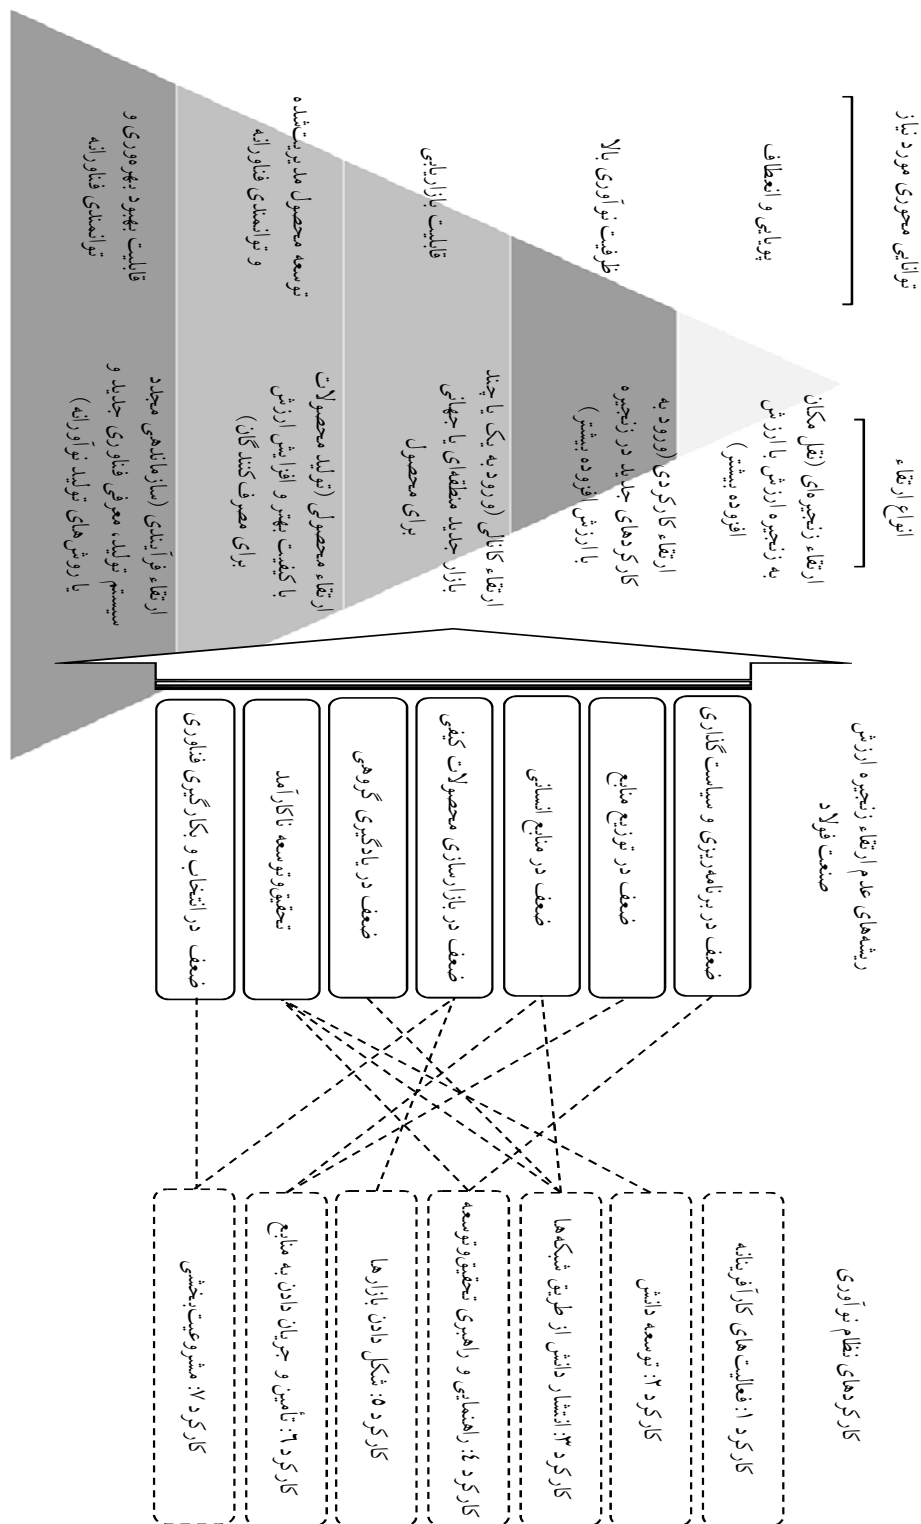 توانایی محوری مورد نیاز
پویایی و انعطاف
ظرفیت نوآوری بالا
قابلیت بازاریابی
توسعه محصول مدیریت‌شده
و توانمندی فناورانه
قابلیت بهبود بهره‌وری و
توانمندی فناورانه
انواع ارتقاء
ارتقاء زنجیره‌ای (نقل مکان
به زنجیره ارزش با ارزش
افزوده بیشتر)
ارتقاء کارکردی (ورود به
کارکردهای جدید در زنجیره
با ارزش افزوده بیشتر)
ارتقاء کانالی (ورود به یک یا چند
بازار جدید منطقه‌ای یا جهانی
برای محصول
ارتقاء محصولی (تولید محصولات
با کیفیت بهتر و افزایش ارزش
برای مصرف‌کنندگان)
ارتقاء فرآیندی (سازماندهی مجدد
سیستم تولید، معرفی فناوری جدید و
یا روش‌های تولید نوآورانه)
ریشه‌های عدم ارتقاء زنجیره ارزش
صنعت فولاد
ضعف در برنامه‌ریزی و سیاست‌گذاری
ضعف در توزیع منابع
ضعف در منابع انسانی
ضعف در بازارسازی محصولات کیفی
ضعف در یادگیری گروهی
تحقیق‌وتوسعه ناکارآمد
ضعف در انتخاب و بکارگیری فناوری
کارکردهای نظام نوآوری
کارکرد ۱: فعالیت‌های کارآفرینانه
کارکرد ۲: توسعه دانش
کارکرد ۳: انتشار دانش از طریق شبکه‌ها
کارکرد ٤: راهنمایی و راهبری تحقیق‌وتوسعه
کارکرد ٥: شکل دادن بازارها
کارکرد ٦: تأمین و جریان دادن به منابع
کارکرد ۷: مشروعیت‌بخشی